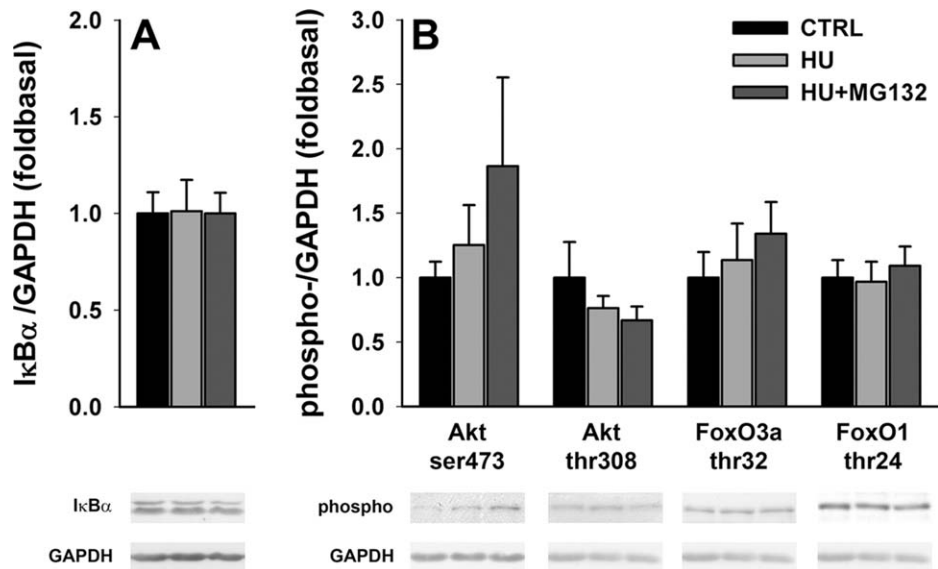 A
IκBα /GAPDH (foldbasal)
2.0
1.5
1.0
0.5
0.0
B
phospho-/GAPDH (foldbasal)
3.0
2.5
2.0
1.5
1.0
0.5
0.0
CTRL
HU
HU+MG132
Akt
ser473
Akt
thr308
FoxO3a
thr32
FoxO1
thr24
IκBα
GAPDH
phospho
GAPDH